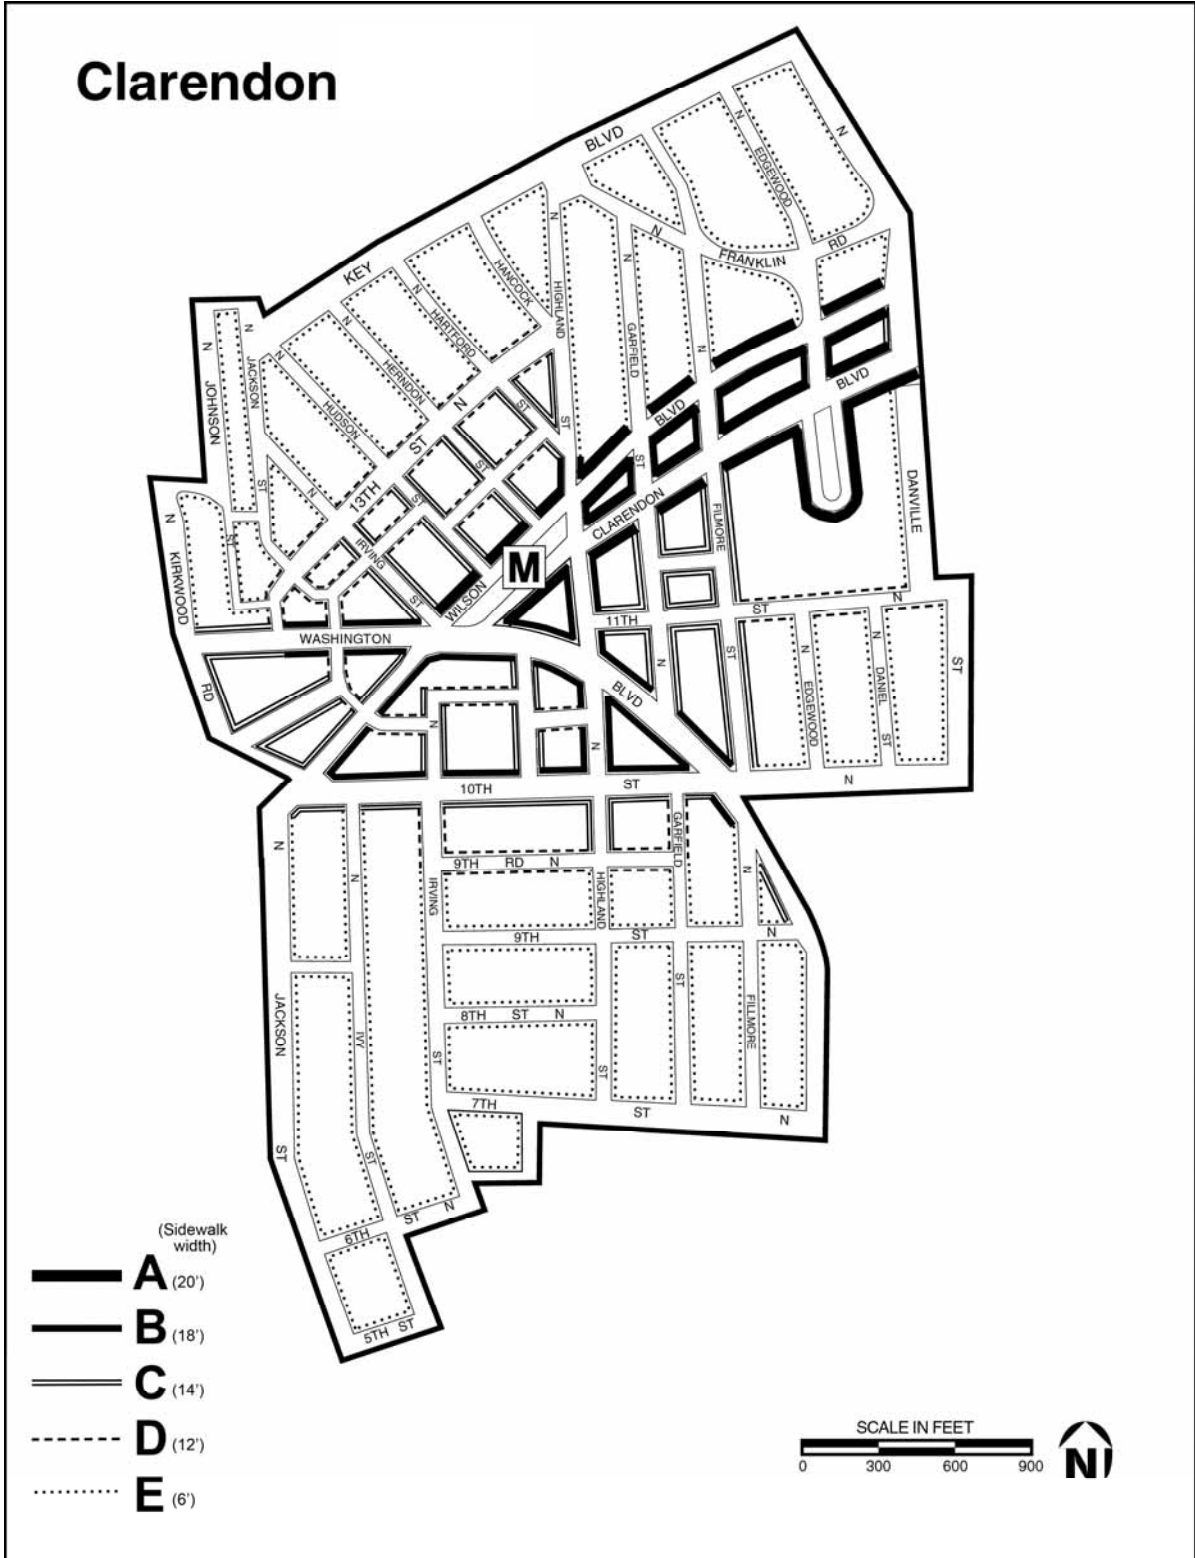 Clarendon
BLVD
N
N
EDGEWOOD
N
N
FRANKLIN
RD
KEY
HANCOCK
N
HIGHLAND
N
GARFIELD
N
HARTFORD
N
HERNDON
N
HUDSON
N
JACKSON
N
JOHNSON
N
BLVD
BLVD
ST
N
ST
ST
ST
ST
ST
13TH
N
ST
CLARENDON
FILMORE
DANVILLE
N
KIRKWOOD
ST
IRVING
ST
M
WILSON
ST
N
WASHINGTON
11TH
RD
N
ST
N
EDGEWOOD
N
DANIEL
ST
ST
BLVD
N
N
10TH
ST
N
N
N
IRVING
9TH RD N
HIGHLAND
GARFIELD
N
9TH
ST
N
JACKSON
IVY
8TH ST N
ST
FILLMORE
ST
ST
7TH
ST
N
ST
ST
6TH
ST
N
5TH ST
(Sidewalk
width)
A (20')
B (18')
C (14')
D (12')
E (6')
SCALE IN FEET
0 300 600 900
N